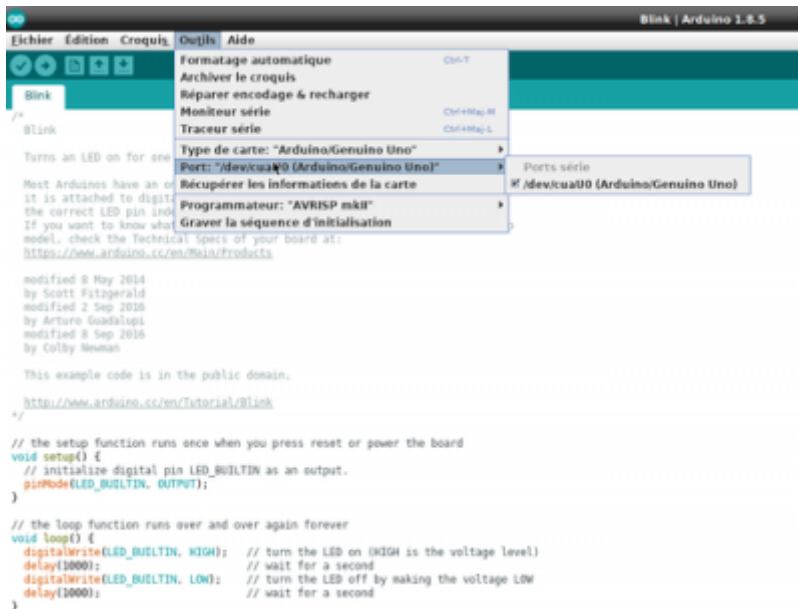 Blink | Arduino 1.8.5
Fichier Édition Croquis Outils Aide
Formatage automatique Ctrl-T
Archiver le croquis
Réparer encodage & recharger
Moniteur série Ctrl+Maj-M
Traceur série Ctrl+Maj-L
Type de carte: "Arduino/Genuino Uno"
Port: "/dev/cuaU0 (Arduino/Genuino Uno)"
Récupérer les informations de la carte
Programmateur: "AVRISP mkII"
Graver la séquence d'initialisation
Ports série
/dev/cuaU0 (Arduino/Genuino Uno)
Blink
/*
Blink
Turns an LED on for one
Most Arduinos have an
it is attached to digit
the correct LED pin
If you want to know what
model, check the Technical Specs of your board at:
https://www.arduino.cc/en/Main/Products
modified 8 May 2014
by Scott Fitzgerald
modified 2 Sep 2016
by Arturo Guadalupi
modified 8 Sep 2016
by Colby Newman
This example code is in the public domain.
http://www.arduino.cc/en/Tutorial/Blink
*/
// the setup function runs once when you press reset or power the board
void setup() {
// initialize digital pin LED_BUILTIN as an output.
pinMode(LED_BUILTIN, OUTPUT);
}
// the loop function runs over and over again forever
void loop() {
digitalWrite(LED_BUILTIN, HIGH); // turn the LED on (HIGH is the voltage level)
delay(1000); // wait for a second
digitalWrite(LED_BUILTIN, LOW); // turn the LED off by making the voltage LOW
delay(1000); // wait for a second
}